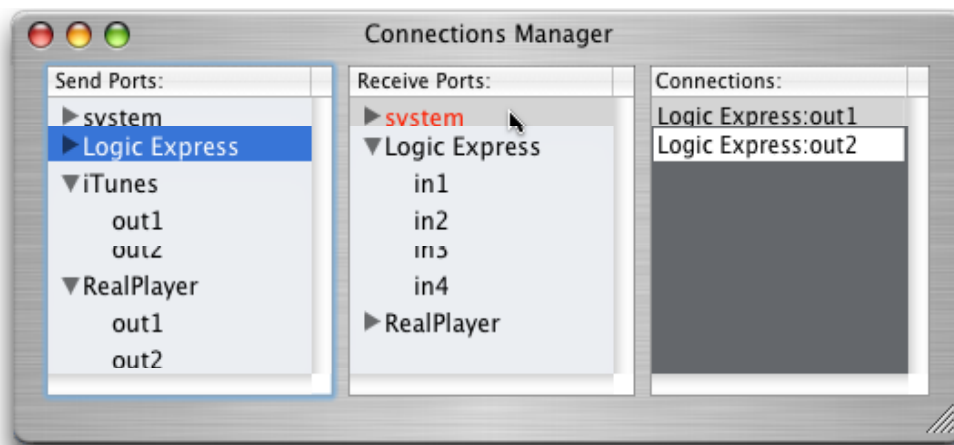 Connections Manager
Send Ports:
system
Logic Express
iTunes
out1
out2
RealPlayer
out1
out2
Receive Ports:
system
Logic Express
in1
in2
in3
in4
RealPlayer
Connections:
Logic Express:out1
Logic Express:out2